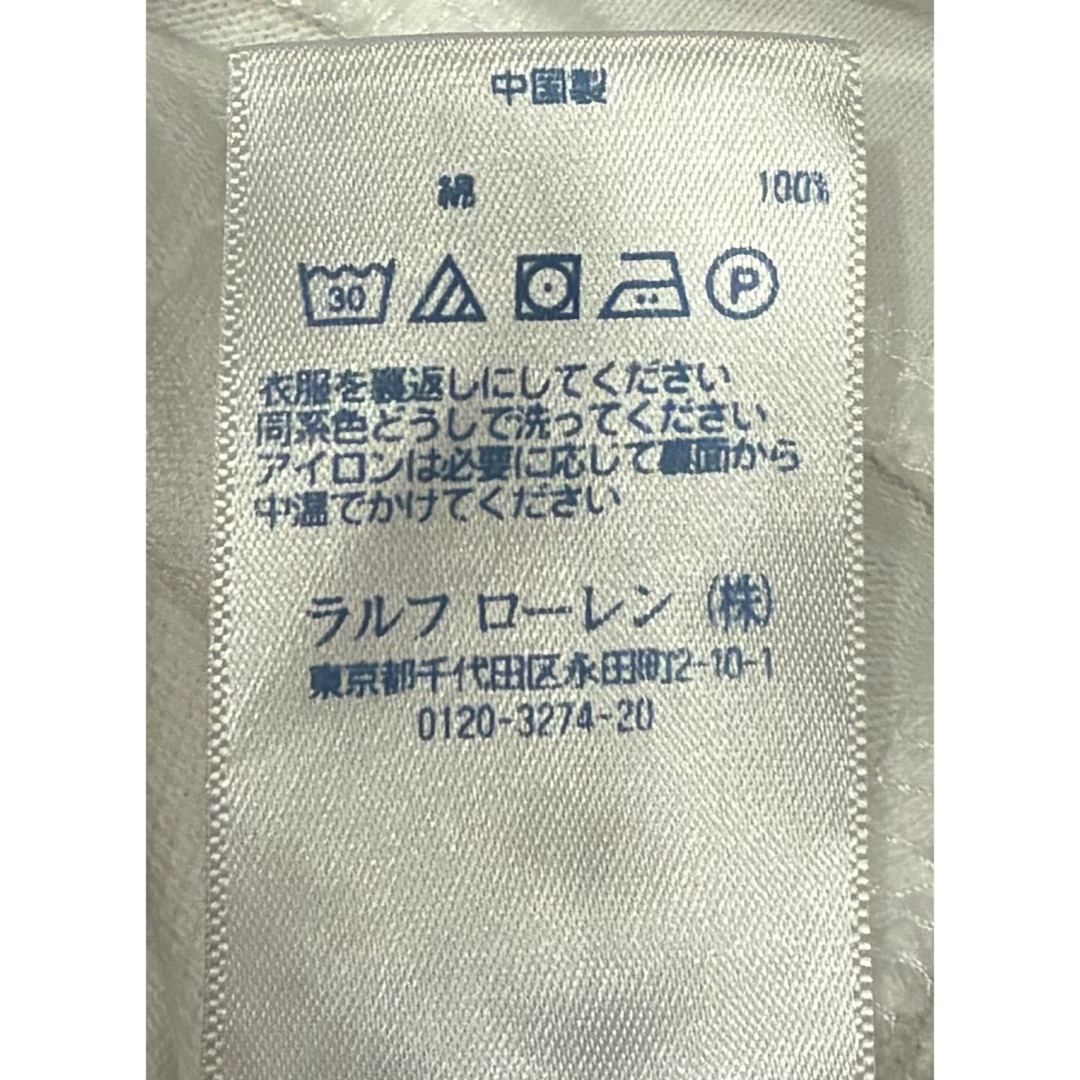 中国製
綿 100%
30 P
衣服を裏返しにしてください
同系色どうしで洗ってください
アイロンは必要に応じて裏面から
中温でかけてください
ラルフ ローレン (株)
東京都千代田区永田町2-10-1
0120-3274-20